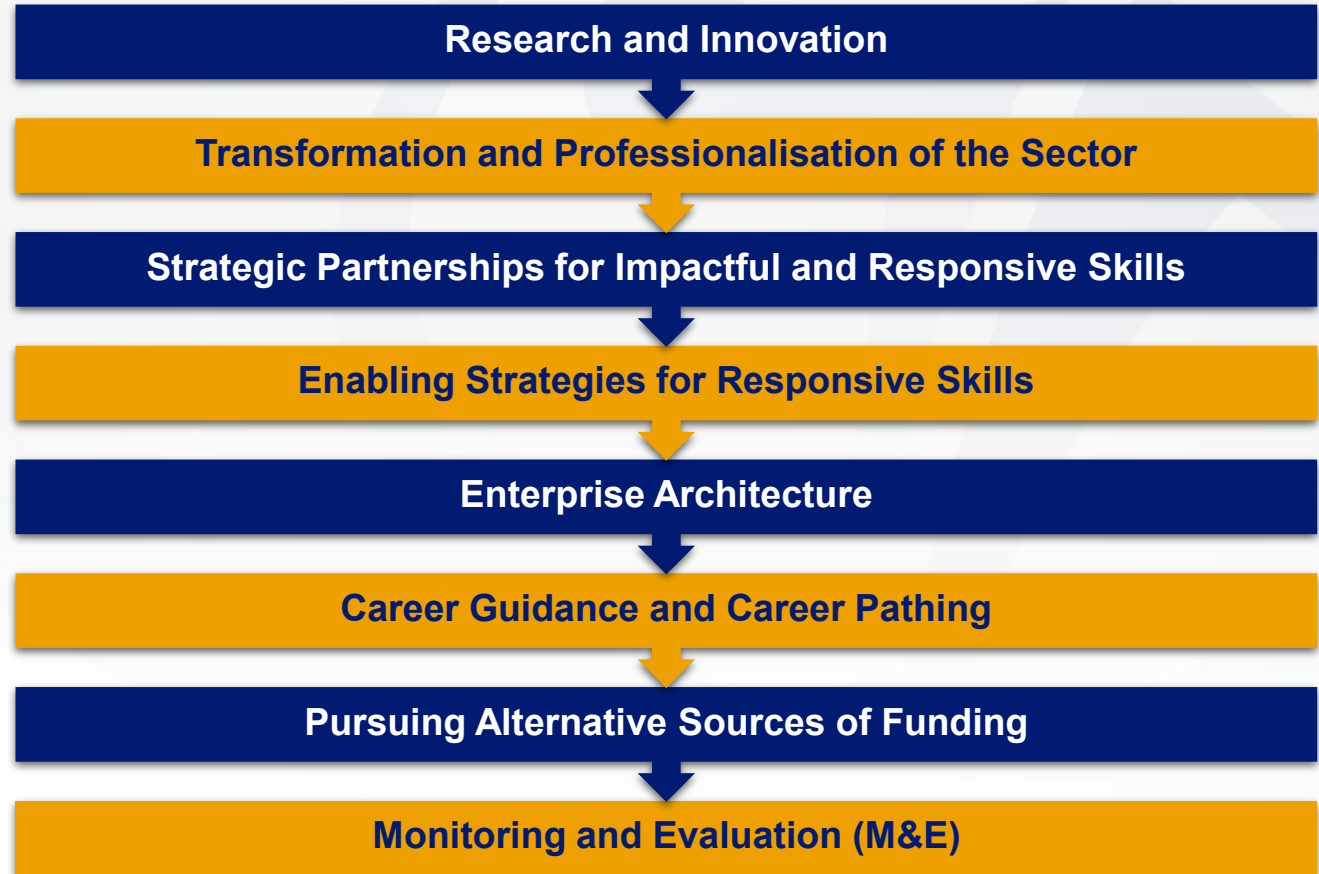 Research and Innovation
Transformation and Professionalisation of the Sector
Strategic Partnerships for Impactful and Responsive Skills
Enabling Strategies for Responsive Skills
Enterprise Architecture
Career Guidance and Career Pathing
Pursuing Alternative Sources of Funding
Monitoring and Evaluation (M&E)